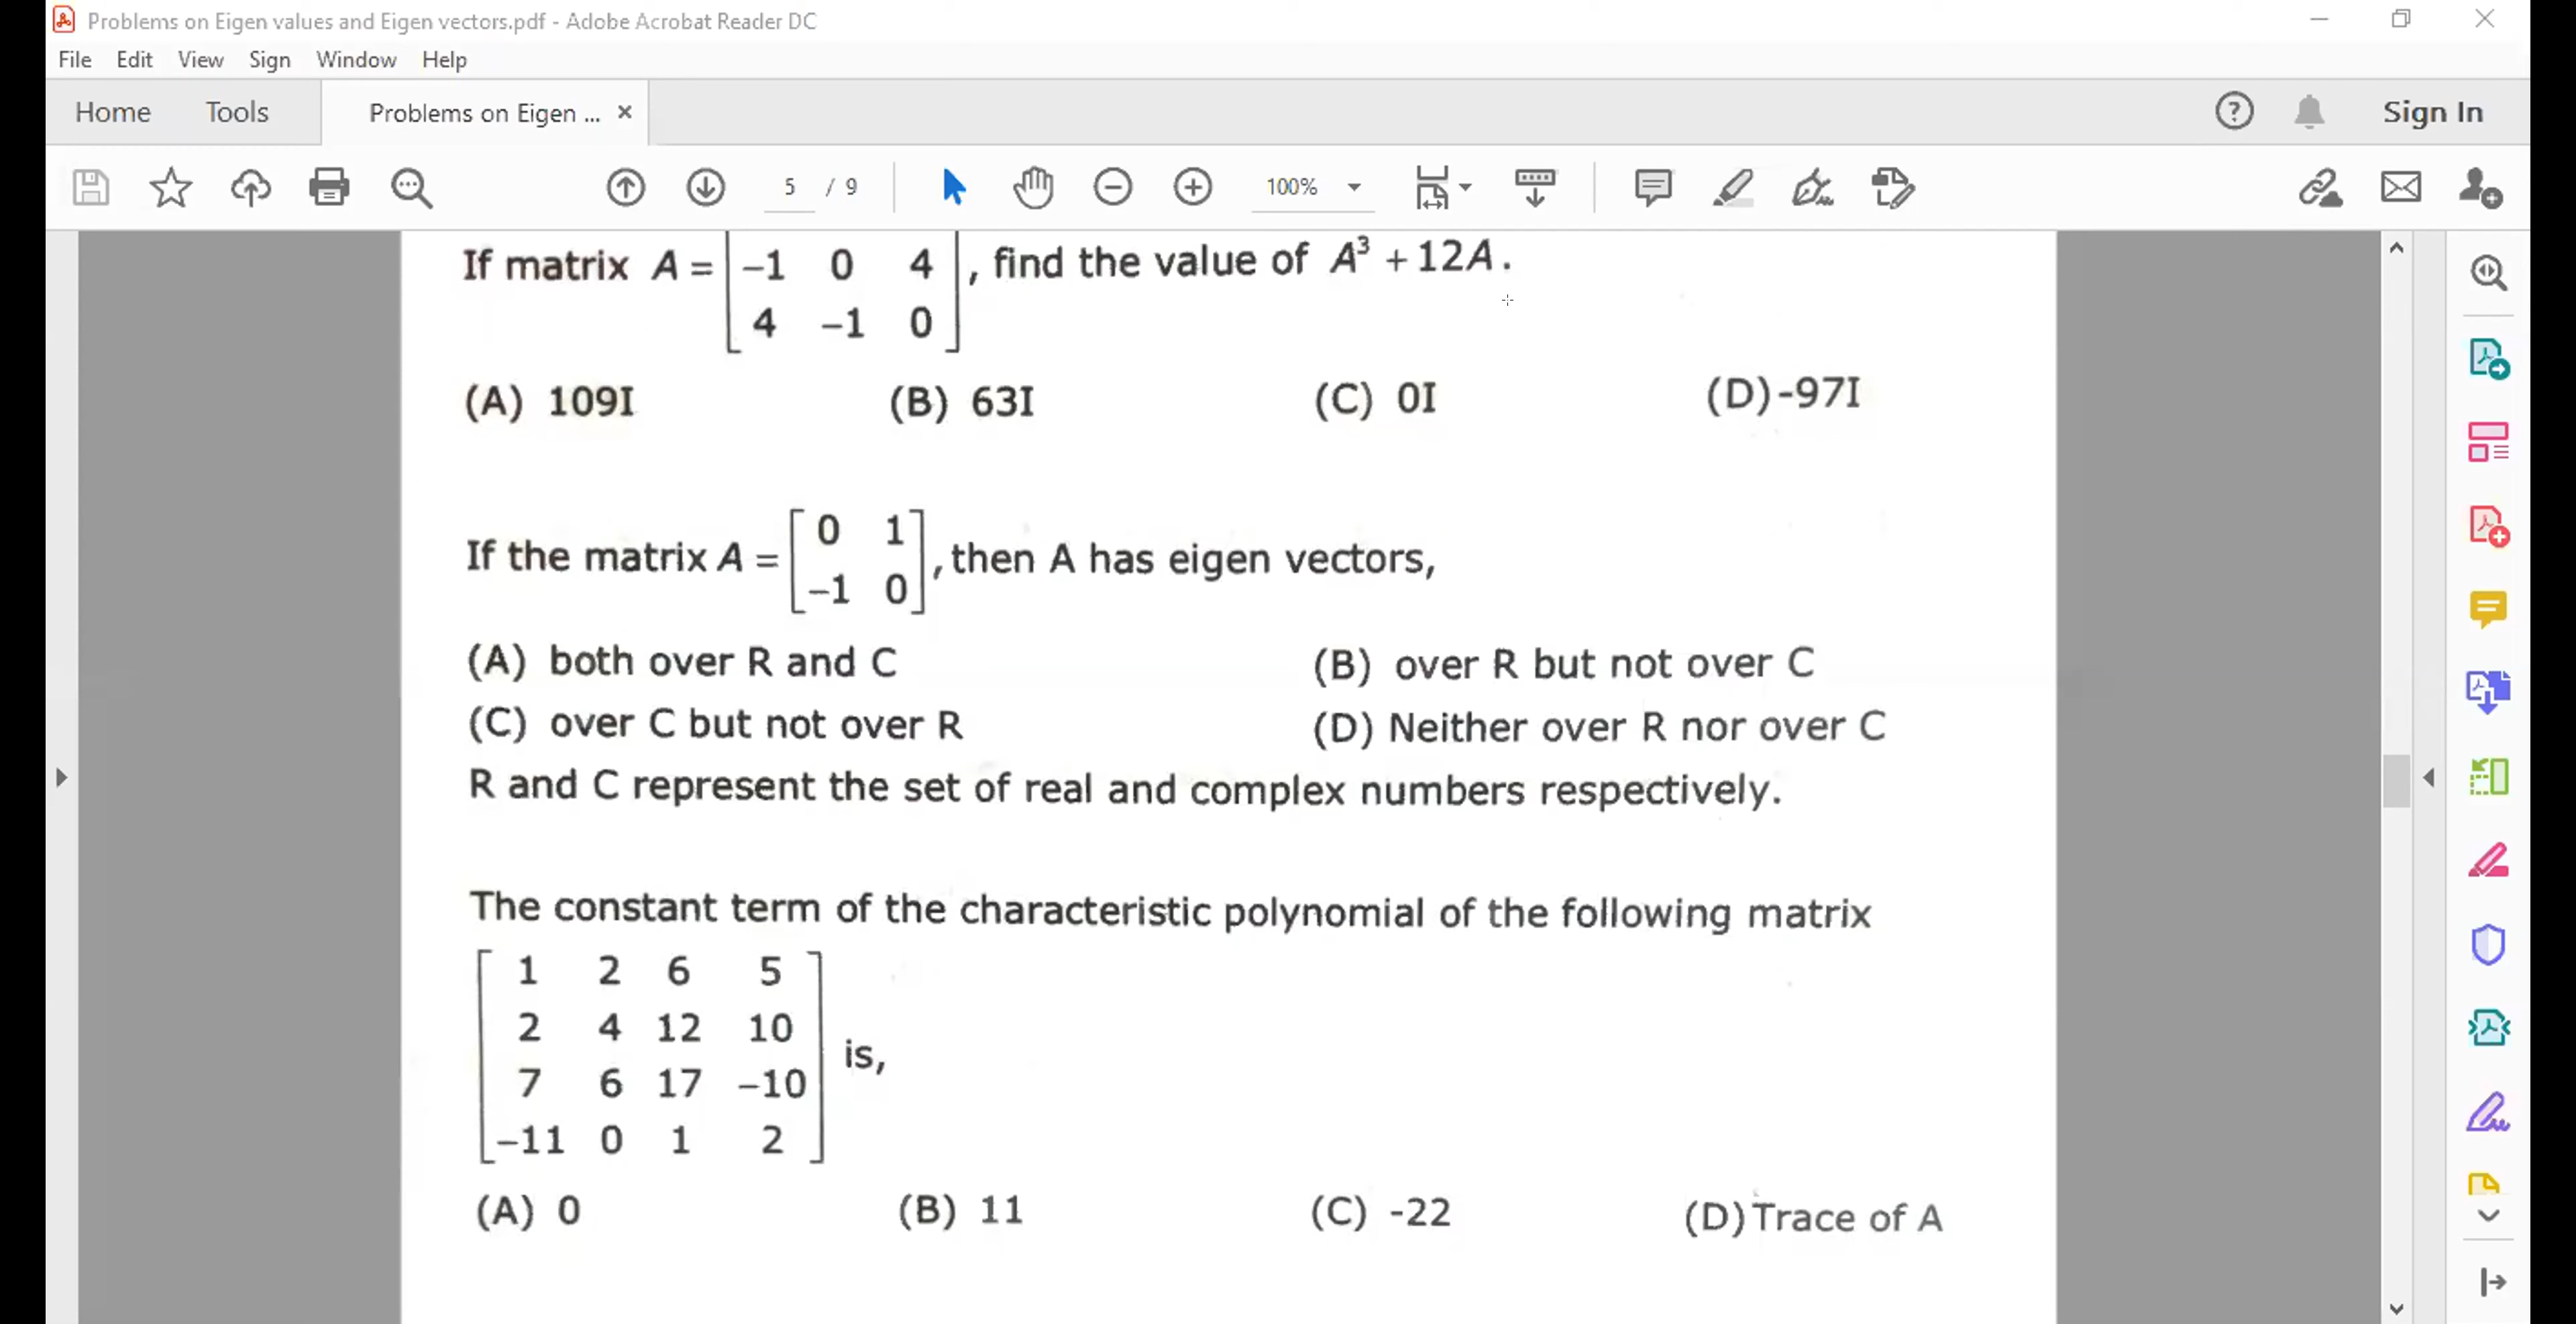 Problems on Eigen values and Eigen vectors.pdf - Adobe Acrobat Reader DC
File Edit View Sign Window Help
Home Tools Problems on Eigen ... × Sign In
5 / 9 100%
If matrix A = [−1 0 4], find the value of A³ + 12A.
4 −1 0
(A) 109I (B) 63I (C) 0I (D) -97I
0 1
If the matrix A = , then A has eigen vectors,
−1 0
(A) both over R and C (B) over R but not over C
(C) over C but not over R (D) Neither over R nor over C
R and C represent the set of real and complex numbers respectively.
The constant term of the characteristic polynomial of the following matrix
1 2 6 5
2 4 12 10
is,
7 6 17 −10
−11 0 1 2
(A) 0 (B) 11 (C) -22 (D) Trace of A